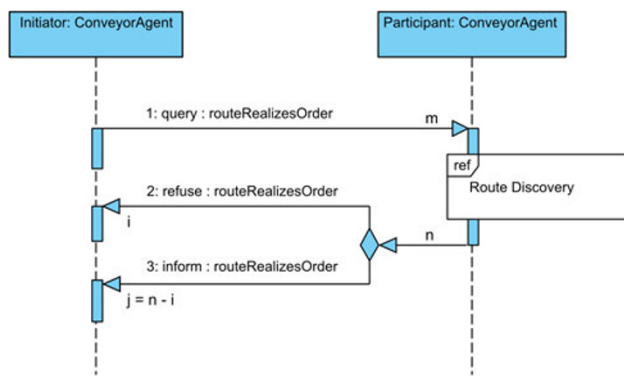 Initiator: ConveyorAgent
Participant: ConveyorAgent
1: query : routeRealizesOrder
m
ref
Route Discovery
2: refuse : routeRealizesOrder
i
n
3: inform : routeRealizesOrder
j = n - i